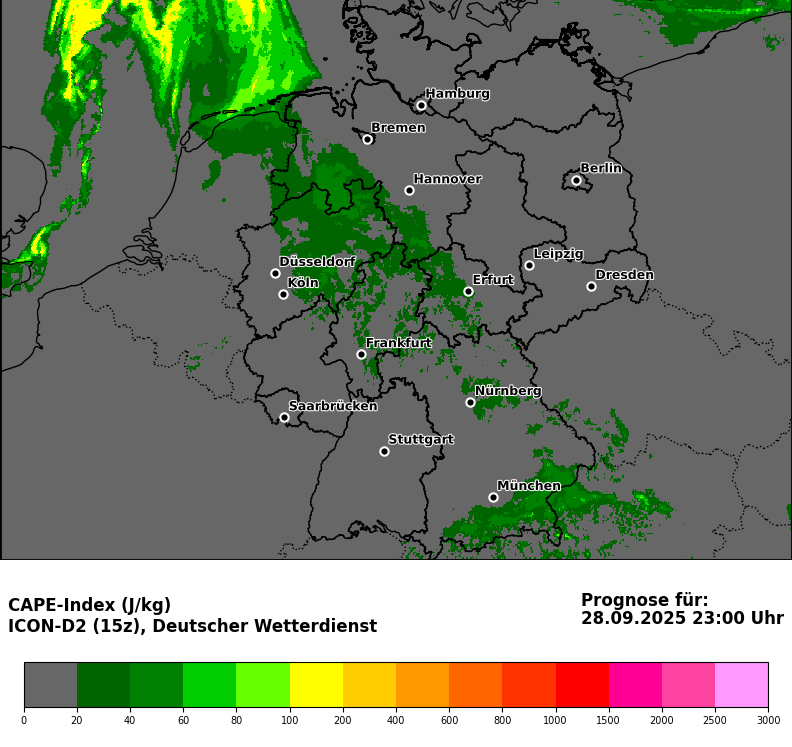 Hamburg
Bremen
Berlin
Hannover
Leipzig
Düsseldorf
Dresden
Köln
Erfurt
Frankfurt
Nürnberg
Saarbrücken
Stuttgart
München
CAPE-Index (J/kg)
ICON-D2 (15z), Deutscher Wetterdienst
Prognose für:
28.09.2025 23:00 Uhr
0 20 40 60 80 100 200 400 600 800 1000 1500 2000 2500 3000